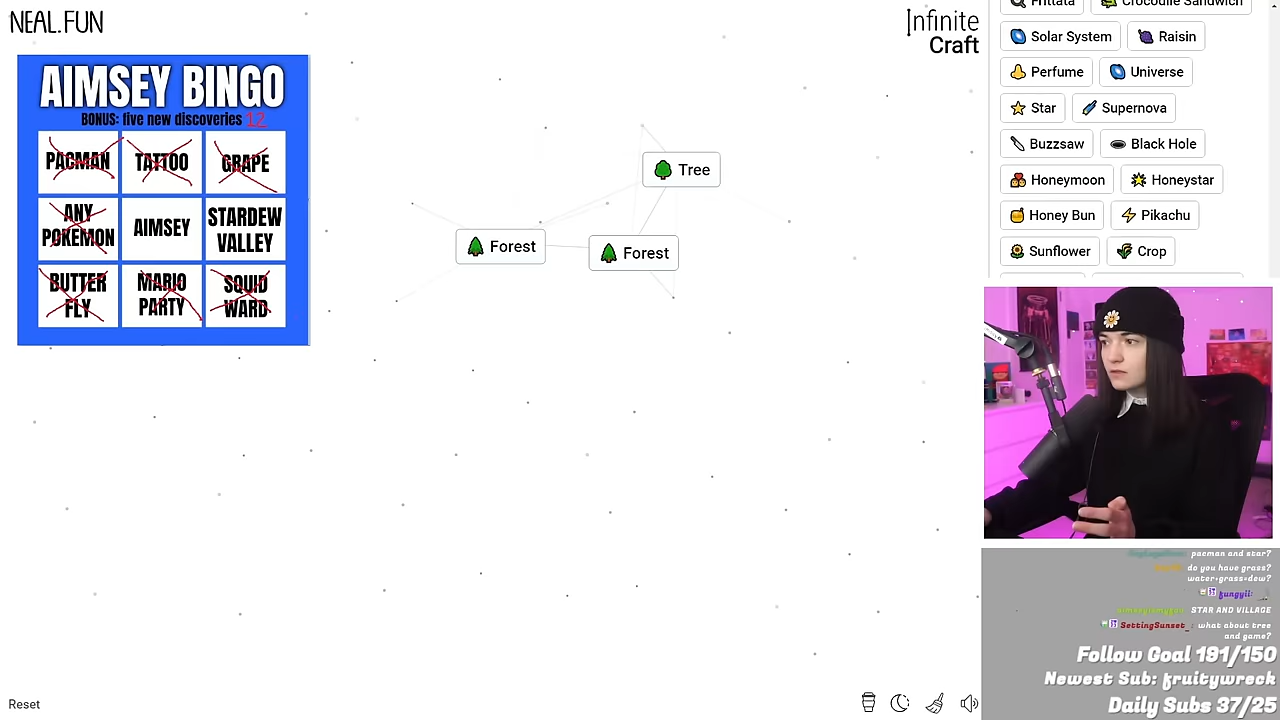 NEAL.FUN
Infinite
Craft
AIMSEY BINGO
BONUS: five new discoveries 12
PACMAN
TATTOO
GRAPE
ANY
POKEMON
AIMSEY
STARDEW
VALLEY
BUTTER
FLY
MARIO
PARTY
SQUID
WARD
Tree
Forest
Forest
Frittata
Crocodile Sandwich
Solar System
Raisin
Perfume
Universe
Star
Supernova
Buzzsaw
Black Hole
Honeymoon
Honeystar
Honey Bun
Pikachu
Sunflower
Crop
pacman and star?
do you have grass?
water+grass=dew?
fungyii:
STAR AND VILLAGE
SettingSunset_: what about tree
and game?
Follow Goal 191/150
Newest Sub: fruitywreck
Daily Subs 37/25
Reset